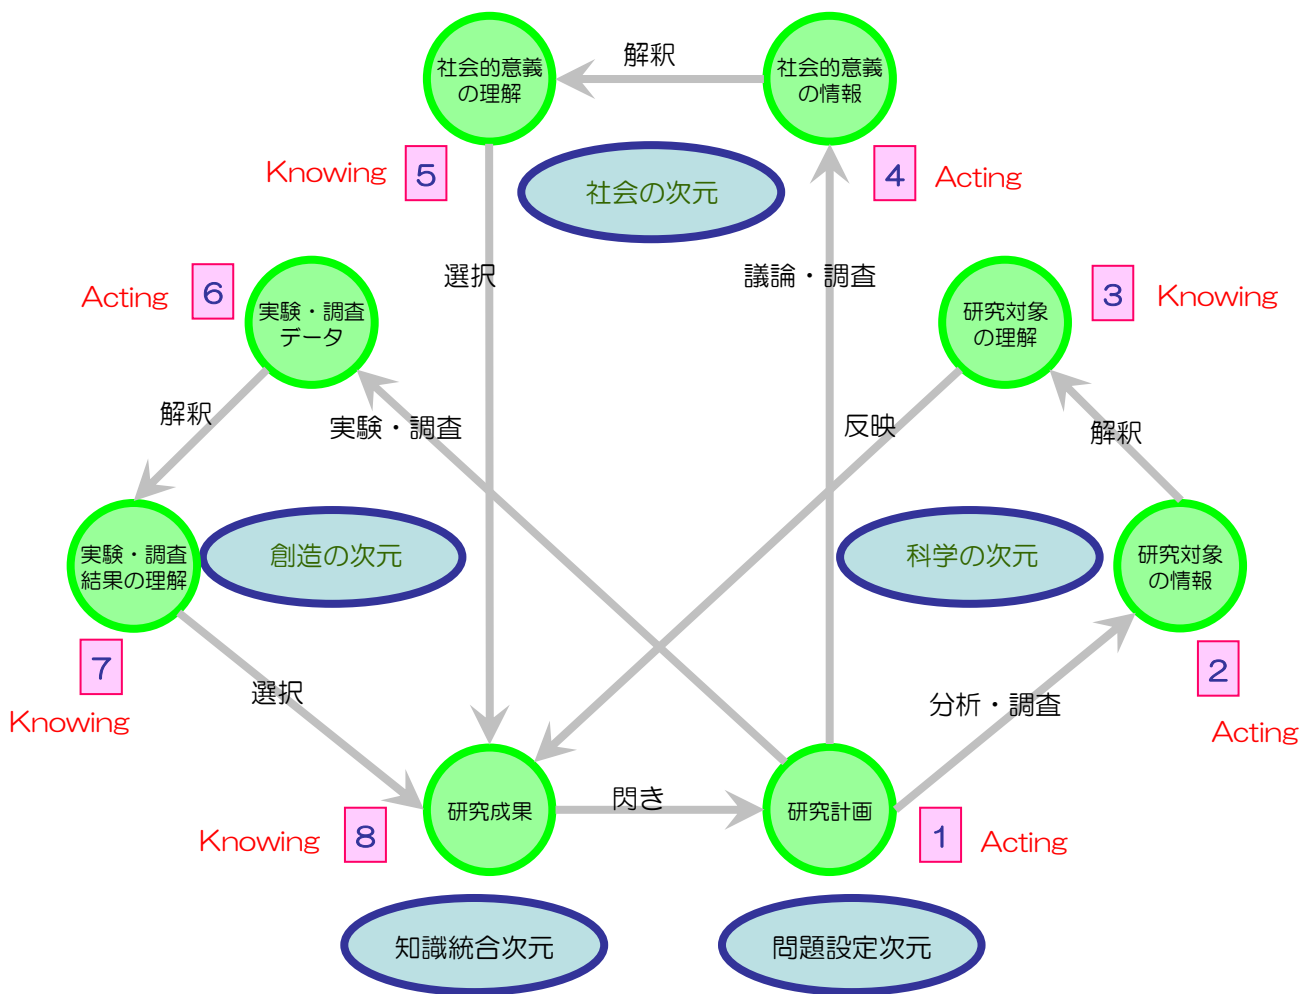 社会的意義
の理解
解釈
社会的意義
の情報
Knowing
5
社会の次元
4
Acting
選択
議論・調査
Acting
6
実験・調査
データ
研究対象
の理解
3
Knowing
解釈
実験・調査
反映
解釈
実験・調査
結果の理解
創造の次元
科学の次元
研究対象
の情報
7
Knowing
選択
分析・調査
2
Acting
Knowing
8
研究成果
閃き
研究計画
1
Acting
知識統合次元
問題設定次元